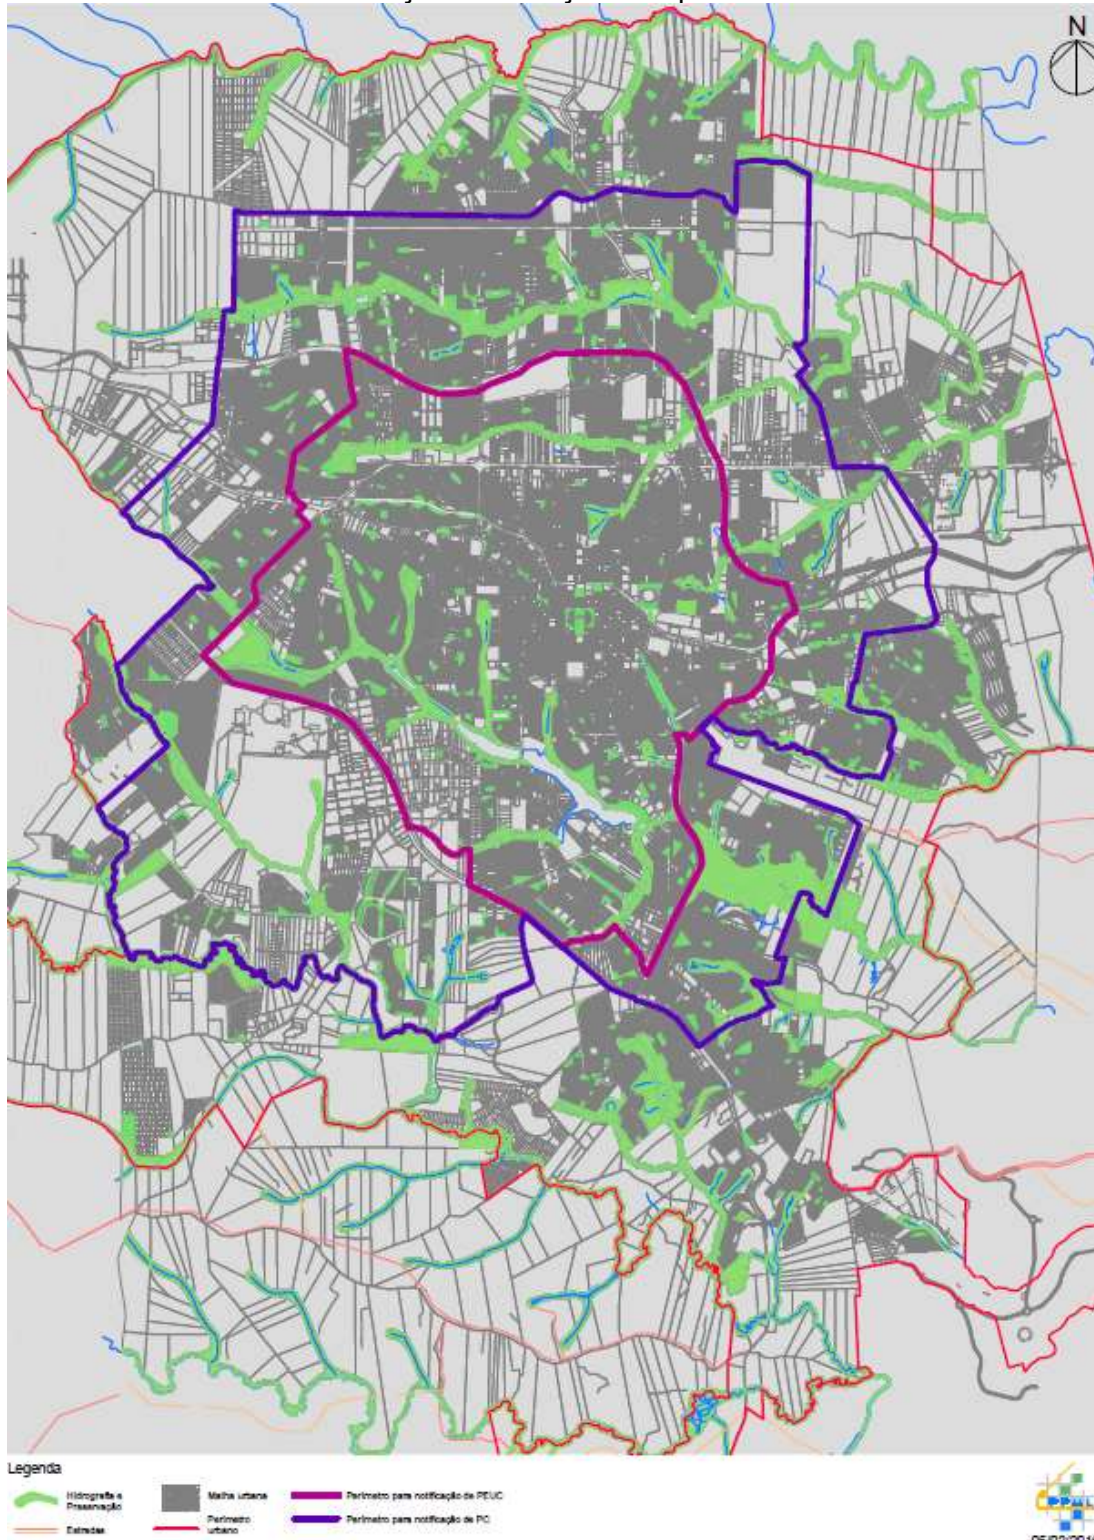 N
Legenda
Hidrografia e
Preservação
Malha urbana
Perímetro para notificação de PEUC
Estradas
Perímetro
urbano
Perímetro para notificação de PC